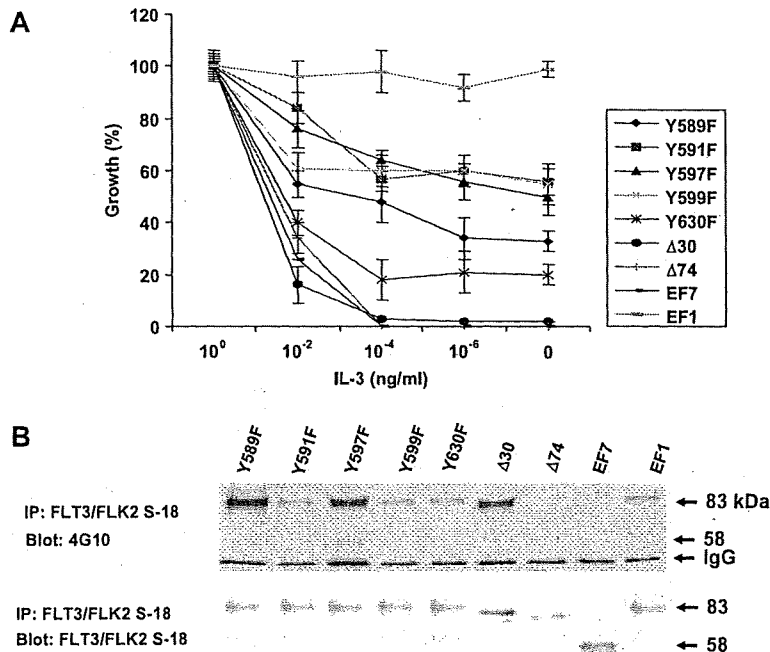 A
120
100
80
60
40
20
0
Growth (%)
10⁰
10⁻²
10⁻⁴
10⁻⁶
0
IL-3 (ng/ml)
Y589F
Y591F
Y597F
Y599F
Y630F
Δ30
Δ74
EF7
EF1
B
Y589F
Y591F
Y597F
Y599F
Y630F
Δ30
Δ74
EF7
EF1
IP: FLT3/FLK2 S-18
Blot: 4G10
← 83 kDa
← 58
← IgG
IP: FLT3/FLK2 S-18
Blot: FLT3/FLK2 S-18
← 83
← 58